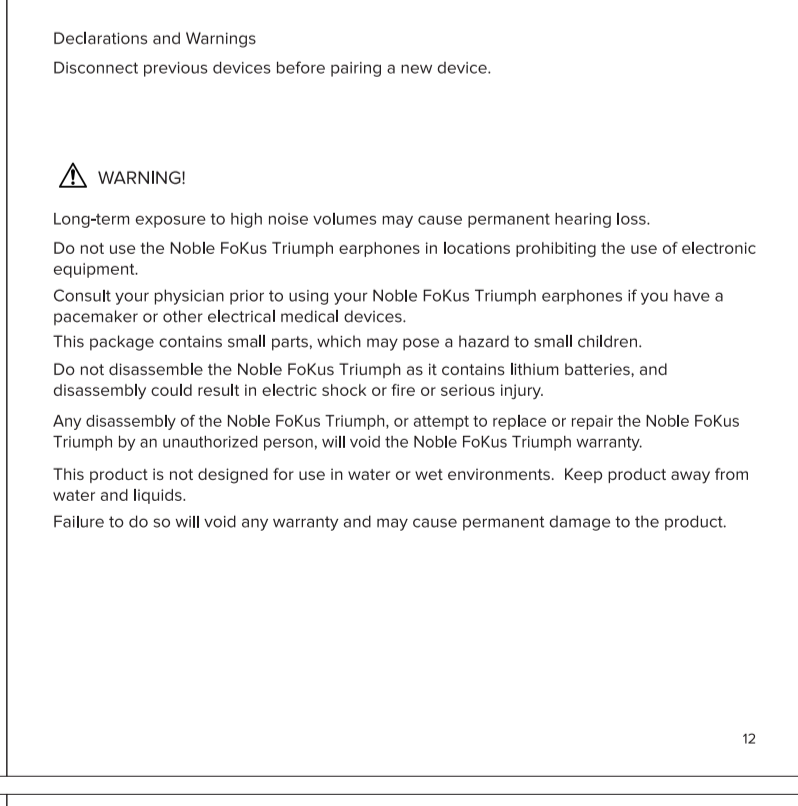 Declarations and Warnings
Disconnect previous devices before pairing a new device.
WARNING!
Long-term exposure to high noise volumes may cause permanent hearing loss.
Do not use the Noble FoKus Triumph earphones in locations prohibiting the use of electronic
equipment.
Consult your physician prior to using your Noble FoKus Triumph earphones if you have a
pacemaker or other electrical medical devices.
This package contains small parts, which may pose a hazard to small children.
Do not disassemble the Noble FoKus Triumph as it contains lithium batteries, and
disassembly could result in electric shock or fire or serious injury.
Any disassembly of the Noble FoKus Triumph, or attempt to replace or repair the Noble FoKus
Triumph by an unauthorized person, will void the Noble FoKus Triumph warranty.
This product is not designed for use in water or wet environments.  Keep product away from
water and liquids.
Failure to do so will void any warranty and may cause permanent damage to the product.
12